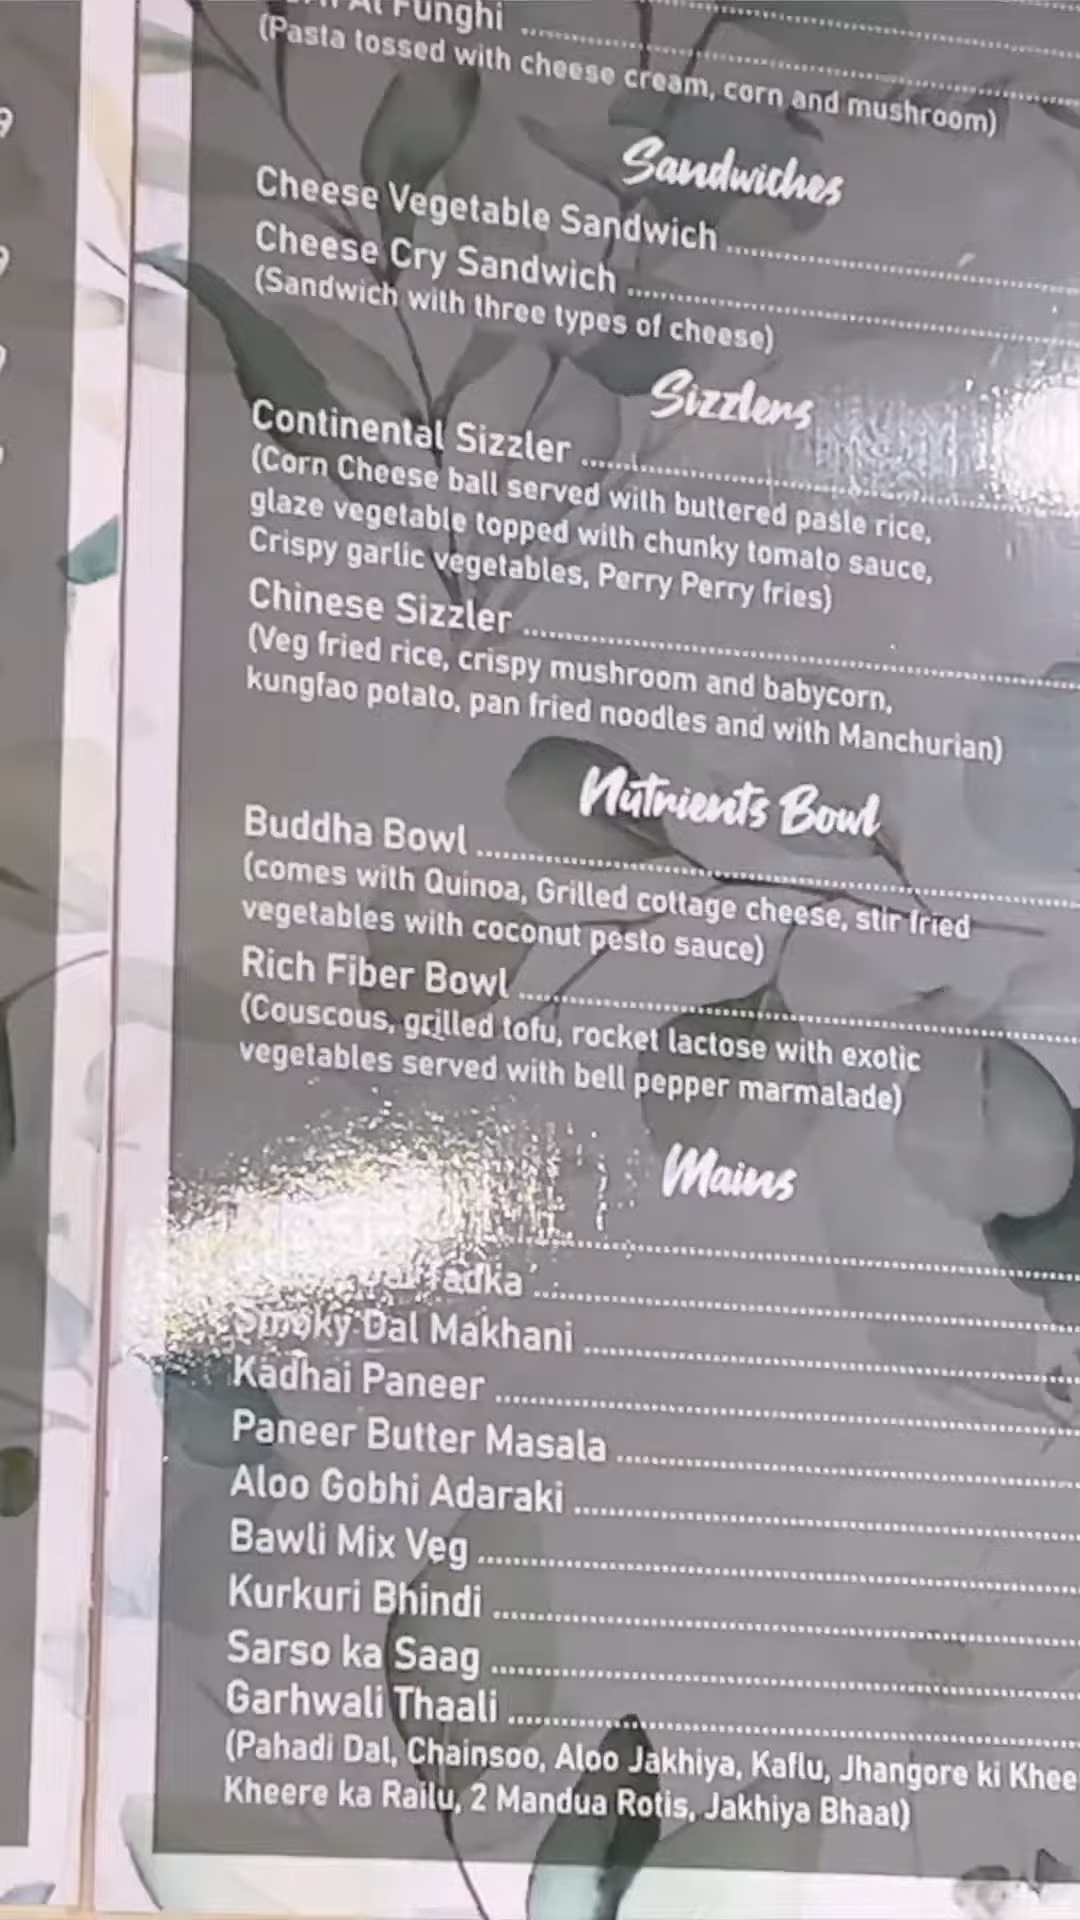 Funghi
(Pasta tossed with cheese cream, corn and mushroom)
Sandwiches
Cheese Vegetable Sandwich
Cheese Cry Sandwich
(Sandwich with three types of cheese)
Sizzlers
Continental Sizzler
(Corn Cheese ball served with buttered pasle rice,
glaze vegetable topped with chunky tomato sauce,
Crispy garlic vegetables, Perry Perry fries)
Chinese Sizzler
(Veg fried rice, crispy mushroom and babycorn,
kungfao potato, pan fried noodles and with Manchurian)
Nutrients Bowl
Buddha Bowl
(comes with Quinoa, Grilled cottage cheese, stir fried
vegetables with coconut pesto sauce)
Rich Fiber Bowl
(Couscous, grilled tofu, rocket lactose with exotic
vegetables served with bell pepper marmalade)
Mains
Tadka
Smoky Dal Makhani
Kadhai Paneer
Paneer Butter Masala
Aloo Gobhi Adaraki
Bawli Mix Veg
Kurkuri Bhindi
Sarso ka Saag
Garhwali Thaali
(Pahadi Dal, Chainsoo, Aloo Jakhiya, Kaflu, Jhangore ki Khee
Kheere ka Railu, 2 Mandua Rotis, Jakhiya Bhaat)